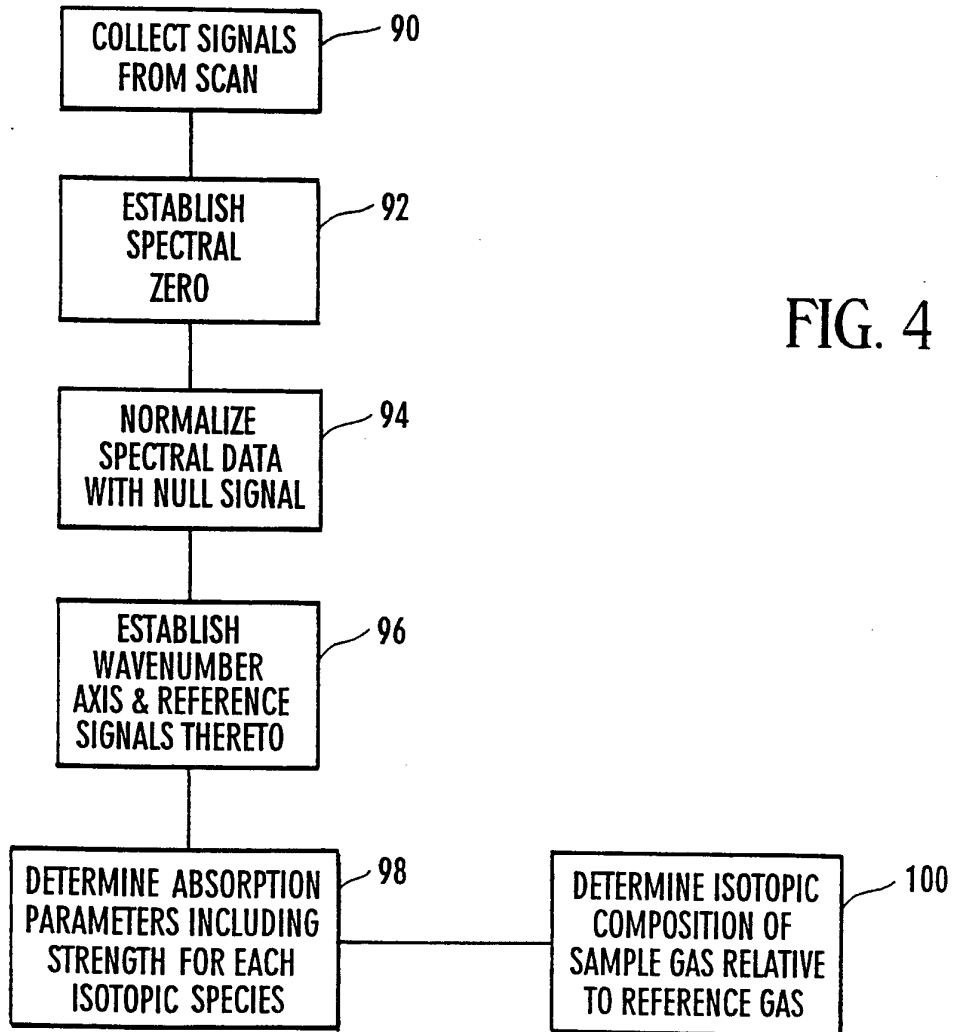 COLLECT SIGNALS
FROM SCAN
90
ESTABLISH
SPECTRAL
ZERO
92
FIG. 4
NORMALIZE
SPECTRAL DATA
WITH NULL SIGNAL
94
ESTABLISH
WAVENUMBER
AXIS & REFERENCE
SIGNALS THERETO
96
DETERMINE ABSORPTION
PARAMETERS INCLUDING
STRENGTH FOR EACH
ISOTOPIC SPECIES
98
DETERMINE ISOTOPIC
COMPOSITION OF
SAMPLE GAS RELATIVE
TO REFERENCE GAS
100